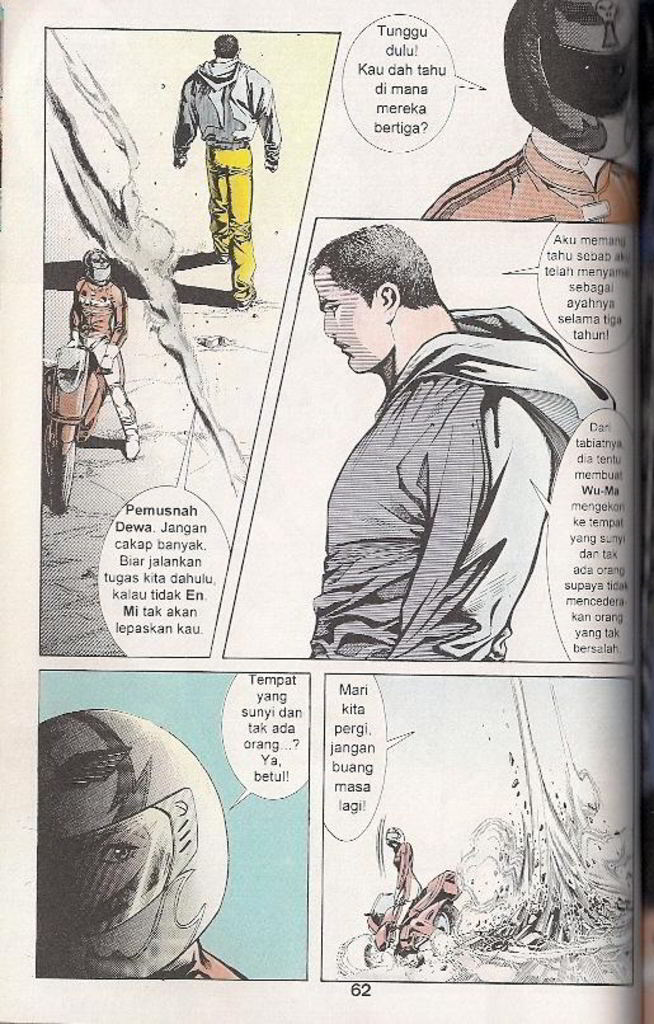 Pemusnah
Dewa. Jangan
cakap banyak.
Biar jalankan
tugas kita dahulu,
kalau tidak En.
Mi tak akan
lepaskan kau.
Tunggu
dulu!
Kau dah tahu
di mana
mereka
bertiga?
Aku memang
tahu sebab
telah
sebagai
ayahnya
selama tiga
tahun!
Dari
tabiatnya,
dia tentu
membuat
Wu-Ma
ke tempat
yang sunyi
dan tak
ada orang
supaya tidak
kan orang
yang tak
bersalah.
Tempat
yang
sunyi dan
tak ada
orang...?
Ya,
betul!
Mari
kita
pergi,
jangan
buang
masa
lagi!
62